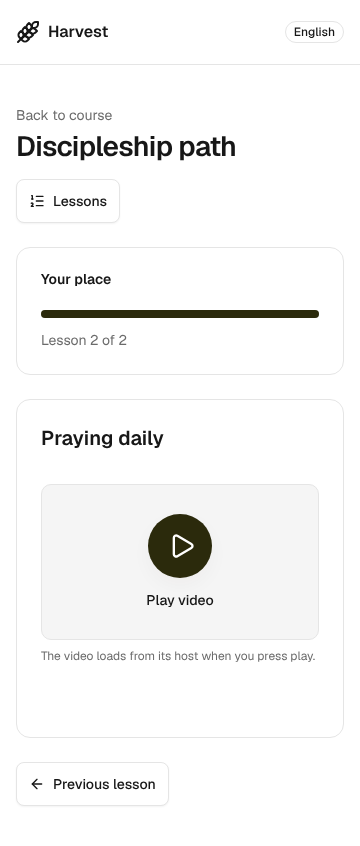 Harvest
English
Back to course
Discipleship path
Lessons
Your place
Lesson 2 of 2
Praying daily
Play video
The video loads from its host when you press play.
Previous lesson